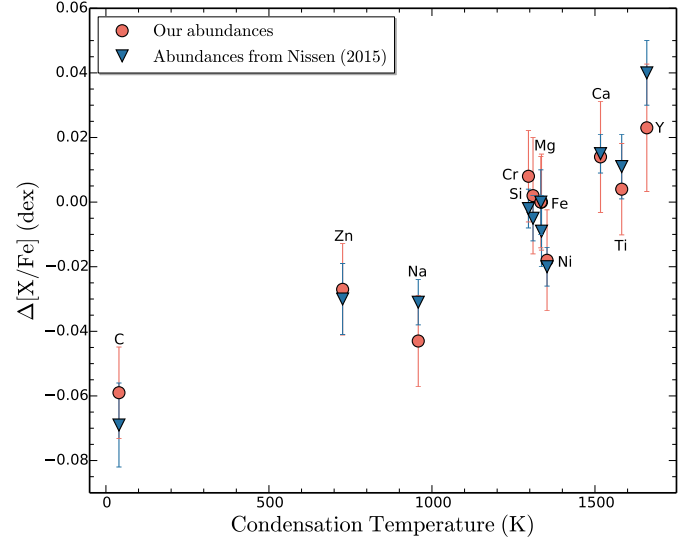 0.06
Our abundances
Abundances from Nissen (2015)
0.04
Ca
Y
0.02
Mg
Cr
Si
0.00
Fe
Δ[X/Fe] (dex)
Ti
Zn
−0.02
Ni
Na
−0.04
C
−0.06
−0.08
0
500
1000
1500
Condensation Temperature (K)